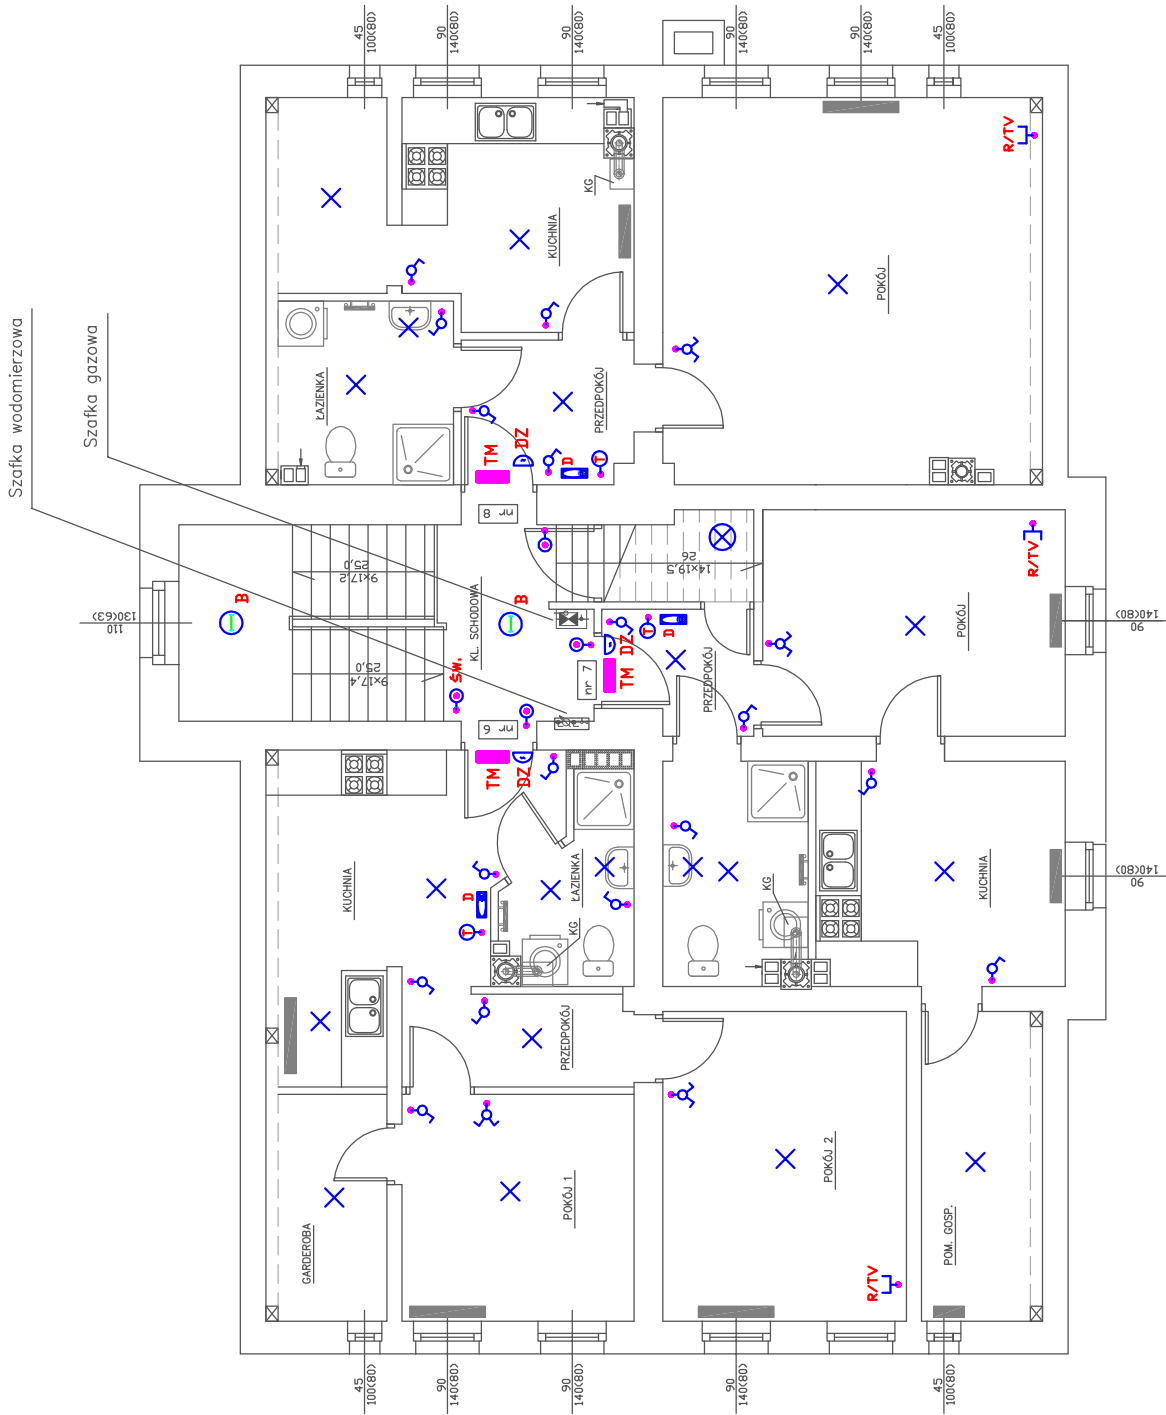 45
100(80)
90
140(80)
90
140(80)
90
140(80)
90
140(80)
45
100(80)
R/TV
KG
KUCHNIA
POKÓJ
Szafka wodomierzowa
Szafka gazowa
ŁAZIENKA
PRZEDPOKÓJ
TM
DZ
D
T
nr 8
9x17,2
25,0
14x19,5
26
R/TV
110
130(63)
B
KL. SCHODOWA
B
T
D
DZ
TM
nr 7
POKÓJ
90
140(80)
9x17,4
25,0
ŚW.
PRZEDPOKÓJ
nr 6
TM
DZ
KUCHNIA
D
T
ŁAZIENKA
KG
KG
KUCHNIA
90
140(80)
PRZEDPOKÓJ
GARDEROBA
POKÓJ 1
POKÓJ 2
POM. GOSP.
R/TV
45
100(80)
90
140(80)
90
140(80)
90
140(80)
45
100(80)